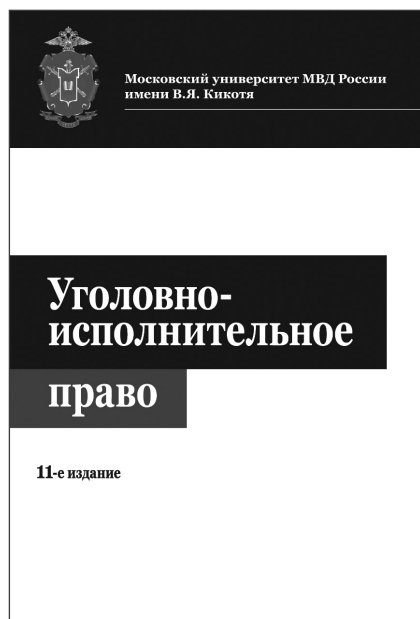 Московский университет МВД России
имени В.Я. Кикотя
Уголовно-
исполнительное
право
11-е издание